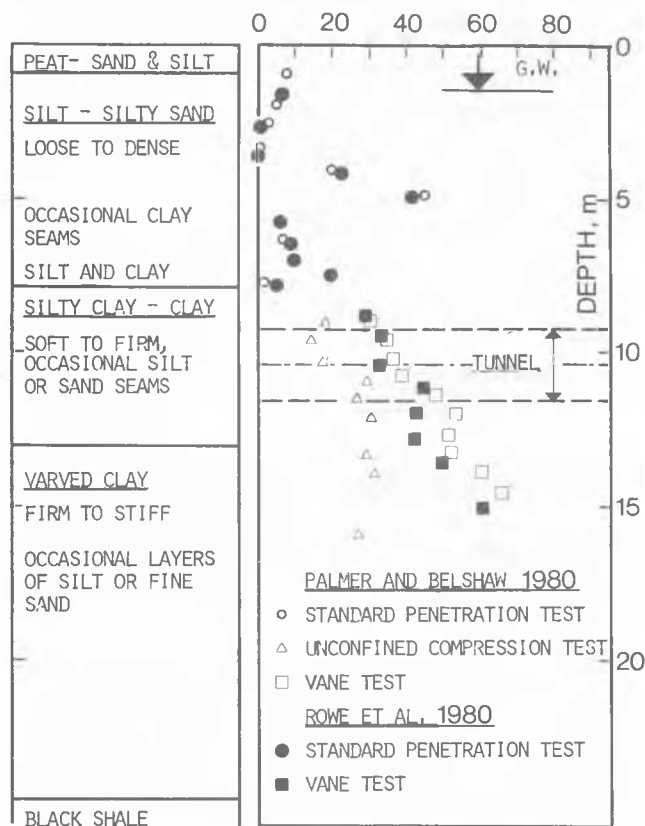 0 20 40 60 80
0
PEAT- SAND & SILT
G.W.
SILT - SILTY SAND
LOOSE TO DENSE
5
OCCASIONAL CLAY
SEAMS
DEPTH, m
SILT AND CLAY
SILTY CLAY - CLAY
SOFT TO FIRM,
OCCASIONAL SILT
OR SAND SEAMS
10
TUNNEL
VARVED CLAY
FIRM TO STIFF
15
OCCASIONAL LAYERS
OF SILT OR FINE
SAND
PALMER AND BELSHAW 1980
STANDARD PENETRATION TEST
UNCONFINED COMPRESSION TEST
20
VANE TEST
ROWE ET AL, 1980
STANDARD PENETRATION TEST
VANE TEST
BLACK SHALE